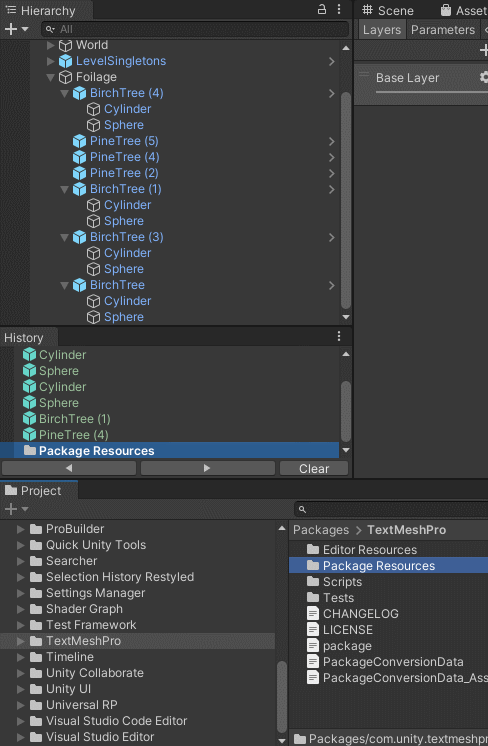 Hierarchy
All
World
LevelSingletons
Foilage
BirchTree (4)
Cylinder
Sphere
PineTree (5)
PineTree (4)
PineTree (2)
BirchTree (1)
Cylinder
Sphere
BirchTree (3)
Cylinder
Sphere
BirchTree
Cylinder
Sphere
Scene
Asset
Layers
Parameters
Base Layer
History
Cylinder
Sphere
Cylinder
Sphere
BirchTree (1)
PineTree (4)
Package Resources
Clear
Project
ProBuilder
Quick Unity Tools
Searcher
Selection History Restyled
Settings Manager
Shader Graph
Test Framework
TextMeshPro
Timeline
Unity Collaborate
Unity UI
Universal RP
Visual Studio Code Editor
Visual Studio Editor
Packages > TextMeshPro
Editor Resources
Package Resources
Scripts
Tests
CHANGELOG
LICENSE
package
PackageConversionData
PackageConversionData_Ass
Packages/com.unity.textmeshpr